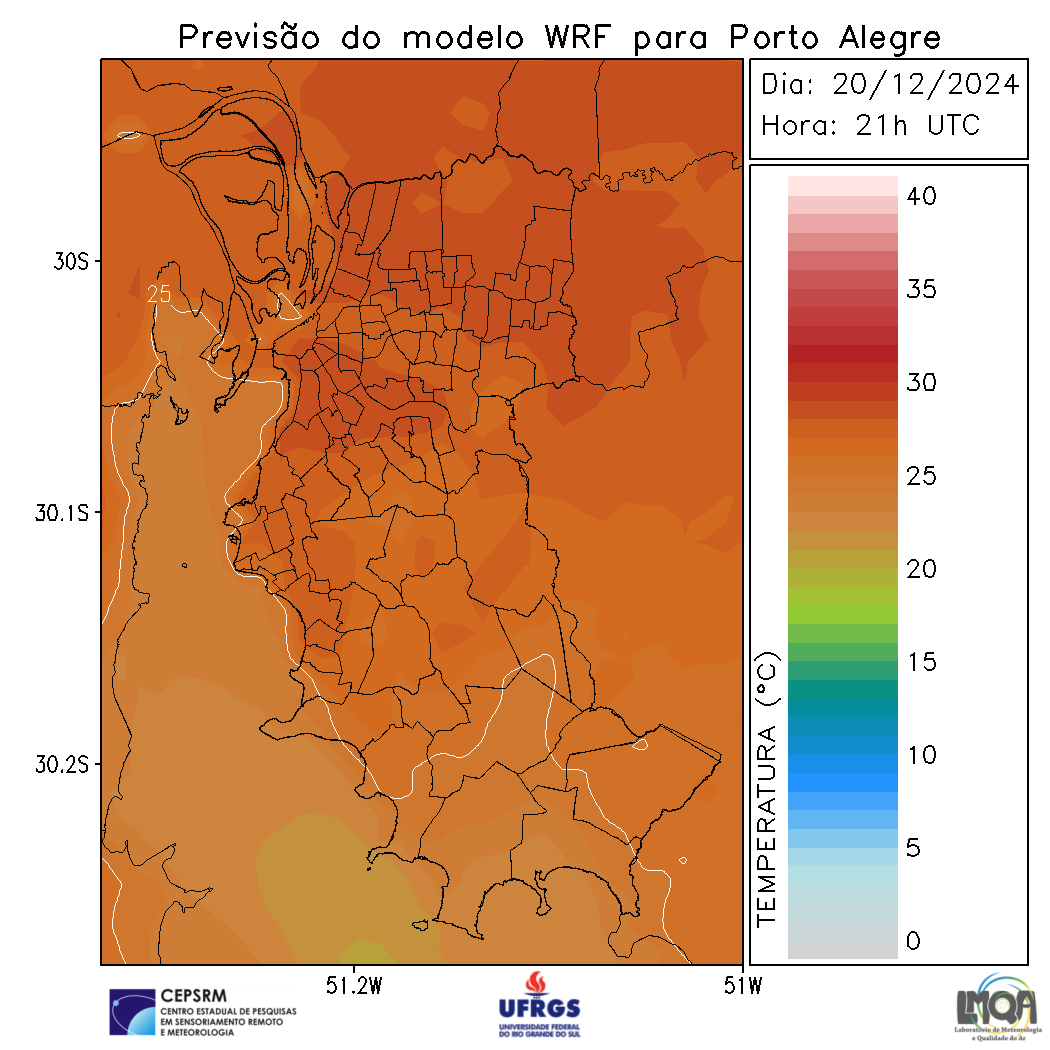 Previsão do modelo WRF para Porto Alegre
Dia: 20/12/2024
Hora: 21h UTC
40
35
30
25
20
15
10
5
0
TEMPERATURA (°C)
30S
30.1S
30.2S
25
51.2W
51W
CEPSRM
CENTRO ESTADUAL DE PESQUISAS
EM SENSORIAMENTO REMOTO
E METEOROLOGIA
UFRGS
UNIVERSIDADE FEDERAL
DO RIO GRANDE DO SUL
LMQA
Laboratório de Meteorologia
e Qualidade do Ar